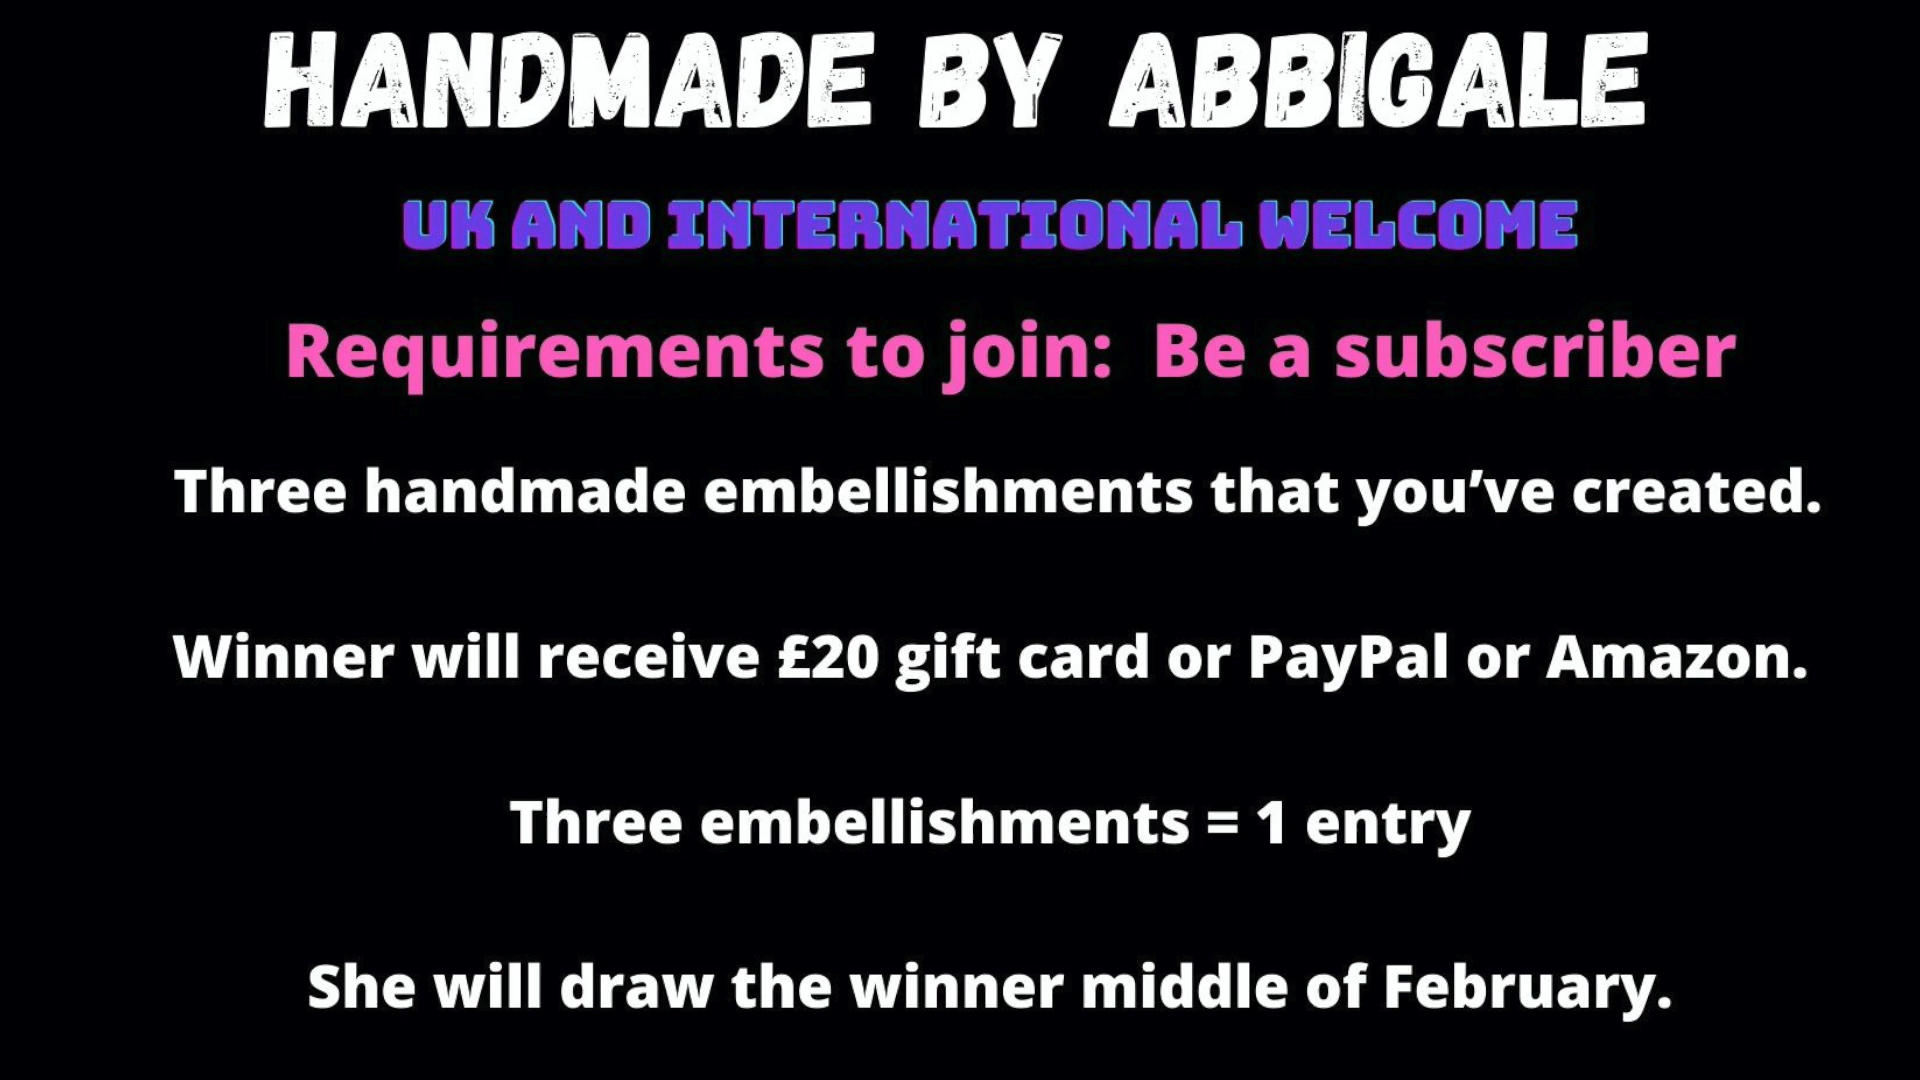 HANDMADE BY ABBIGALE
UK AND INTERNATIONAL WELCOME
Requirements to join: Be a subscriber
Three handmade embellishments that you’ve created.
Winner will receive £20 gift card or PayPal or Amazon.
Three embellishments = 1 entry
She will draw the winner middle of February.